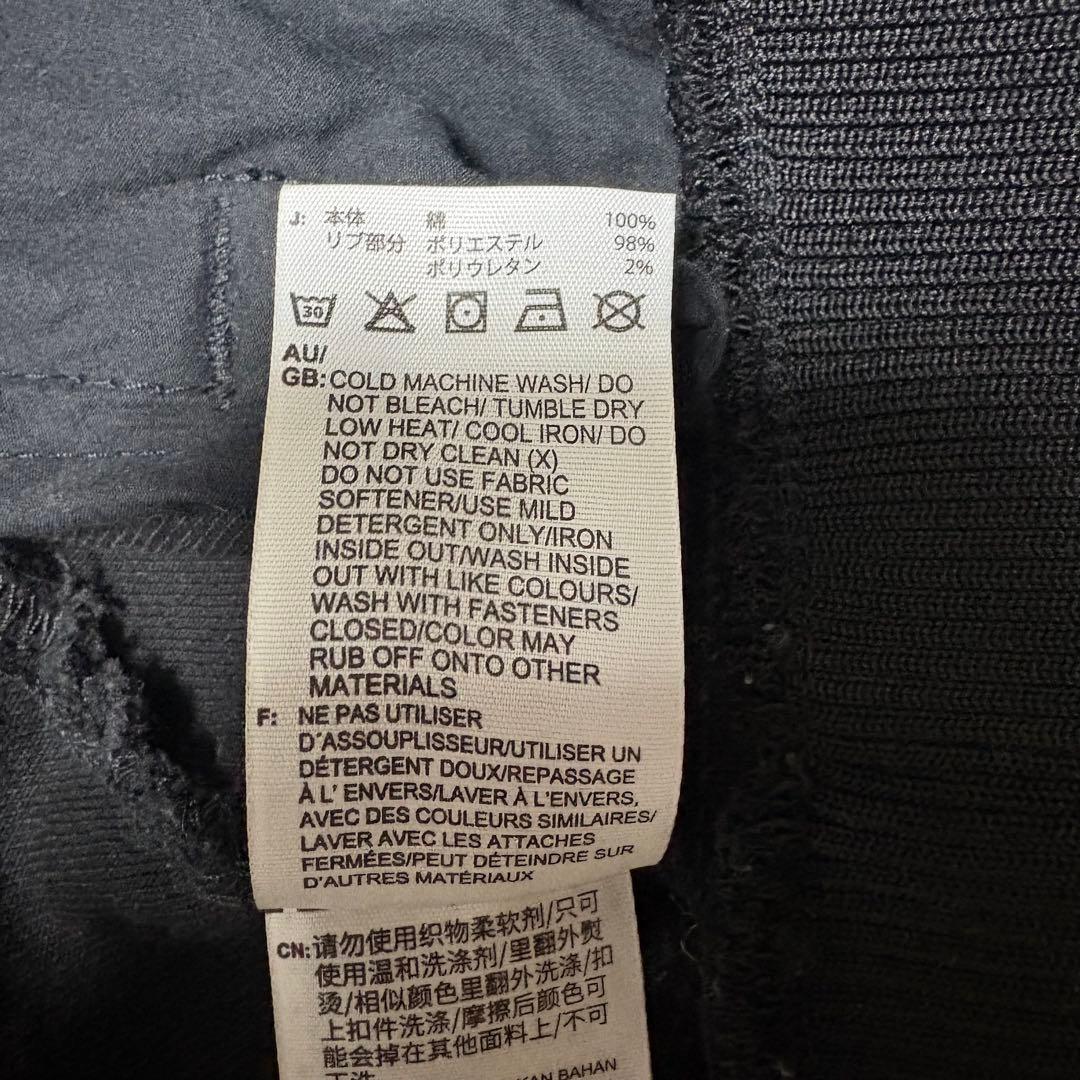 J: 本体 綿 100%
リブ部分 ポリエステル 98%
ポリウレタン 2%
30
AU/
GB: COLD MACHINE WASH/ DO
NOT BLEACH/ TUMBLE DRY
LOW HEAT/ COOL IRON/ DO
NOT DRY CLEAN (X)
DO NOT USE FABRIC
SOFTENER/USE MILD
DETERGENT ONLY/IRON
INSIDE OUT/WASH INSIDE
OUT WITH LIKE COLOURS/
WASH WITH FASTENERS
CLOSED/COLOR MAY
RUB OFF ONTO OTHER
MATERIALS
F: NE PAS UTILISER
D'ASSOUPLISSEUR/UTILISER UN
DÉTERGENT DOUX/REPASSAGE
À L' ENVERS/LAVER À L'ENVERS,
AVEC DES COULEURS SIMILAIRES/
LAVER AVEC LES ATTACHES
FERMÉES/PEUT DÉTEINDRE SUR
D'AUTRES MATÉRIAUX
CN: 请勿使用织物柔软剂/只可
使用温和洗涤剂/里翻外熨
烫/相似颜色里翻外洗涤/扣
上扣件洗涤/摩擦后颜色可
能会掉在其他面料上/不可
干洗
BAHAN